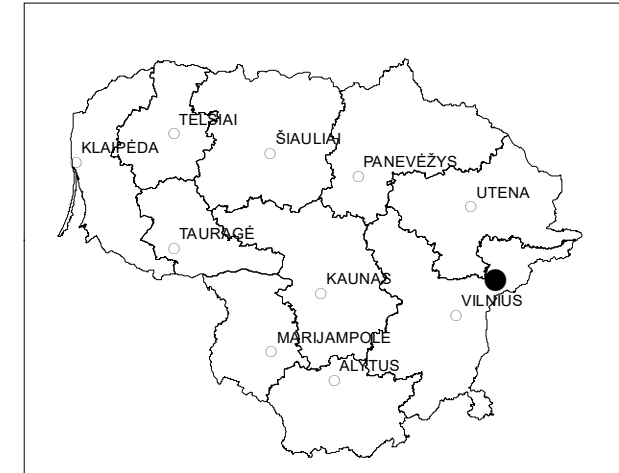 TELŠIAI
ŠIAULIAI
KLAIPĖDA
PANEVĖŽYS
UTENA
TAURAGĖ
KAUNAS
VILNIUS
MARIJAMPOLĖ
ALYTUS